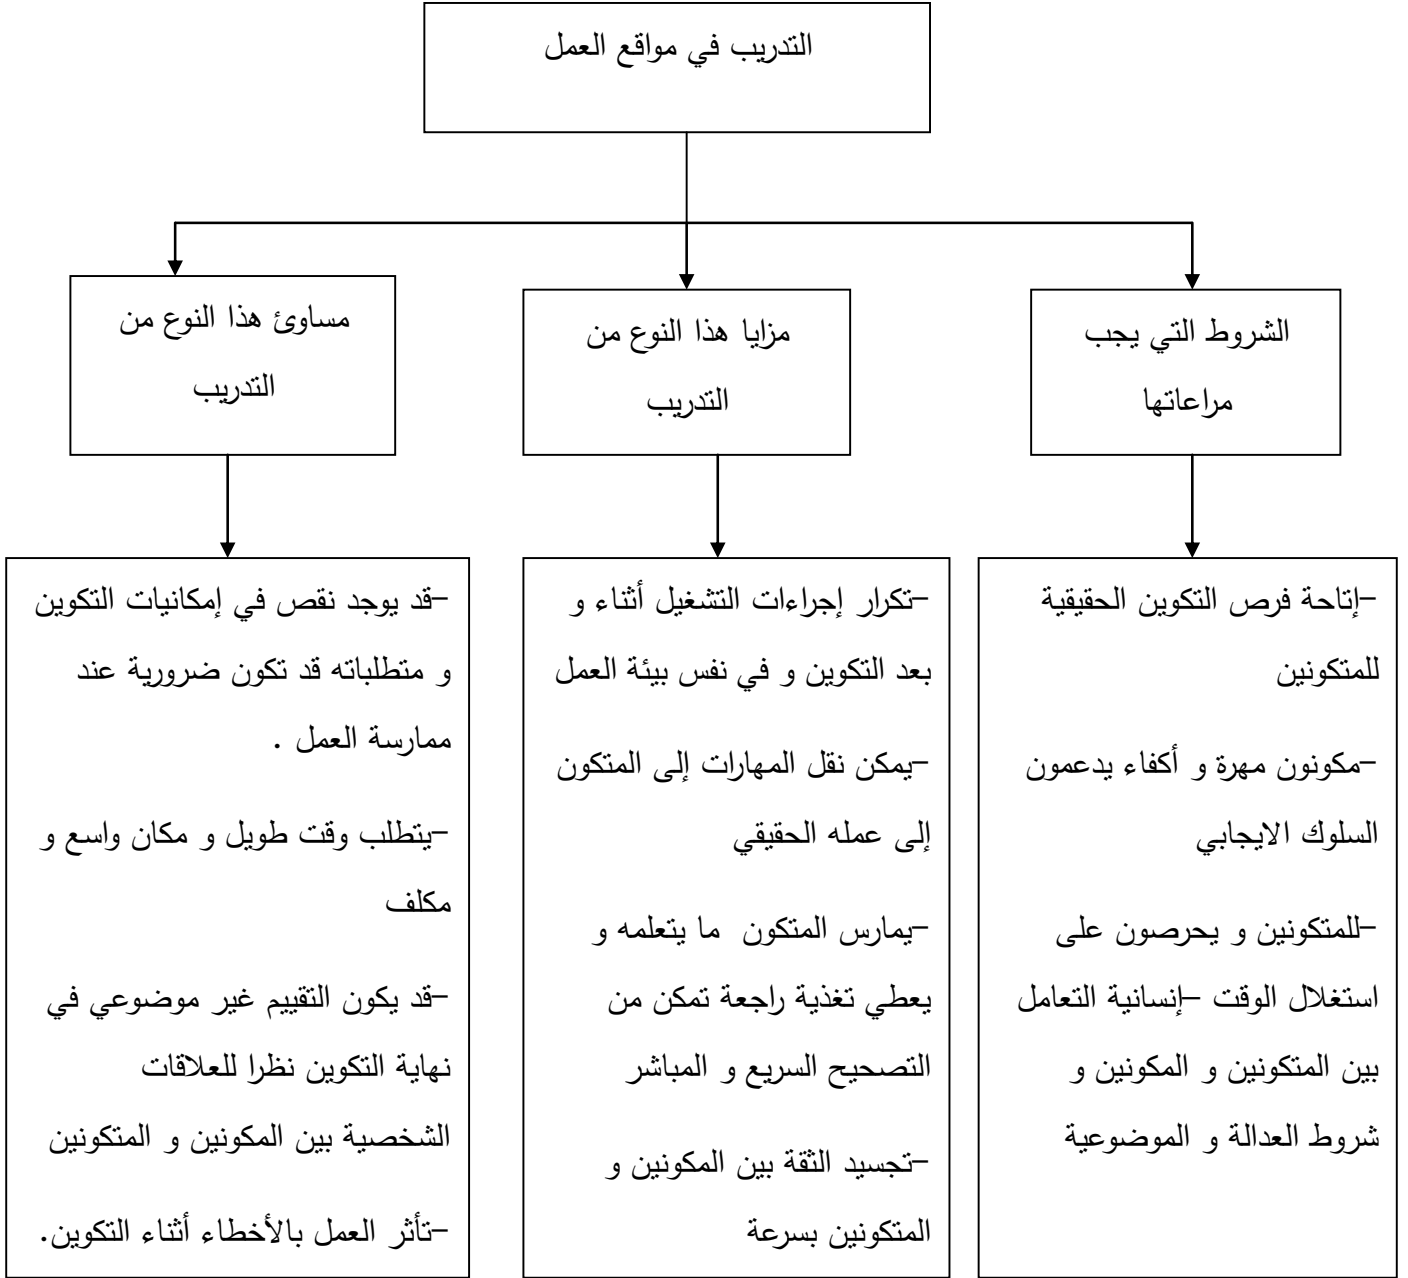 التدريب في مواقع العمل
الشروط التي يجب
مراعاتها
مزايا هذا النوع من
التدريب
مساوئ هذا النوع من
التدريب
-إتاحة فرص التكوين الحقيقية
للمتكونين
-مكونون مهرة و أكفاء يدعمون
السلوك الايجابي
-للمتكونين و يحرصون على
استغلال الوقت -إنسانية التعامل
بين المتكونين و المكونين و
شروط العدالة و الموضوعية
-تكرار إجراءات التشغيل أثناء و
بعد التكوين و في نفس بيئة العمل
-يمكن نقل المهارات إلى المتكون
إلى عمله الحقيقي
-يمارس المتكون ما يتعلمه و
يعطي تغذية راجعة تمكن من
التصحيح السريع و المباشر
-تجسيد الثقة بين المكونين و
المتكونين بسرعة
-قد يوجد نقص في إمكانيات التكوين
و متطلباته قد تكون ضرورية عند
ممارسة العمل .
-يتطلب وقت طويل و مكان واسع و
مكلف
-قد يكون التقييم غير موضوعي في
نهاية التكوين نظرا للعلاقات
الشخصية بين المكونين و المتكونين
-تأثر العمل بالأخطاء أثناء التكوين.